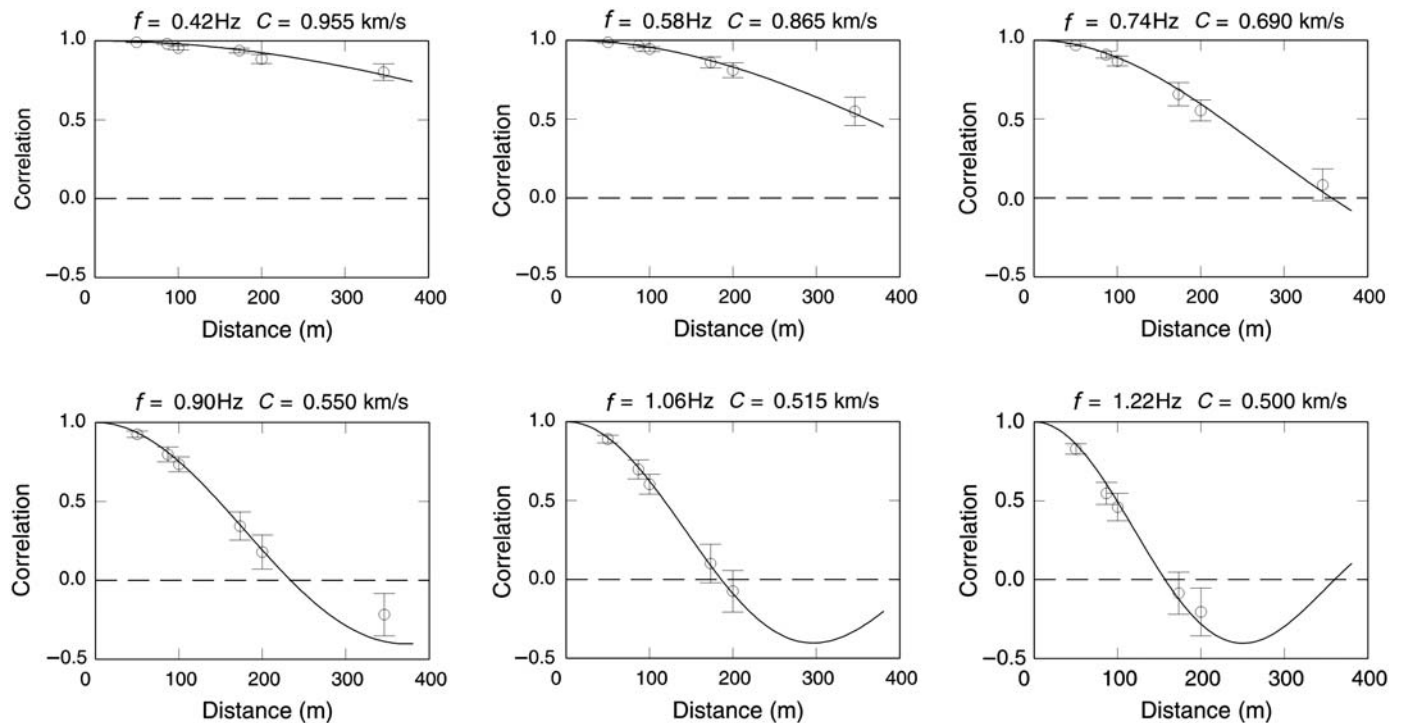 f = 0.42Hz C = 0.955 km/s
1.0
0.5
0.0
−0.5
Correlation
0 100 200 300 400
Distance (m)
f = 0.58Hz C = 0.865 km/s
1.0
0.5
0.0
−0.5
Correlation
0 100 200 300 400
Distance (m)
f = 0.74Hz C = 0.690 km/s
1.0
0.5
0.0
−0.5
Correlation
0 100 200 300 400
Distance (m)
f = 0.90Hz C = 0.550 km/s
1.0
0.5
0.0
−0.5
Correlation
0 100 200 300 400
Distance (m)
f = 1.06Hz C = 0.515 km/s
1.0
0.5
0.0
−0.5
Correlation
0 100 200 300 400
Distance (m)
f = 1.22Hz C = 0.500 km/s
1.0
0.5
0.0
−0.5
Correlation
0 100 200 300 400
Distance (m)